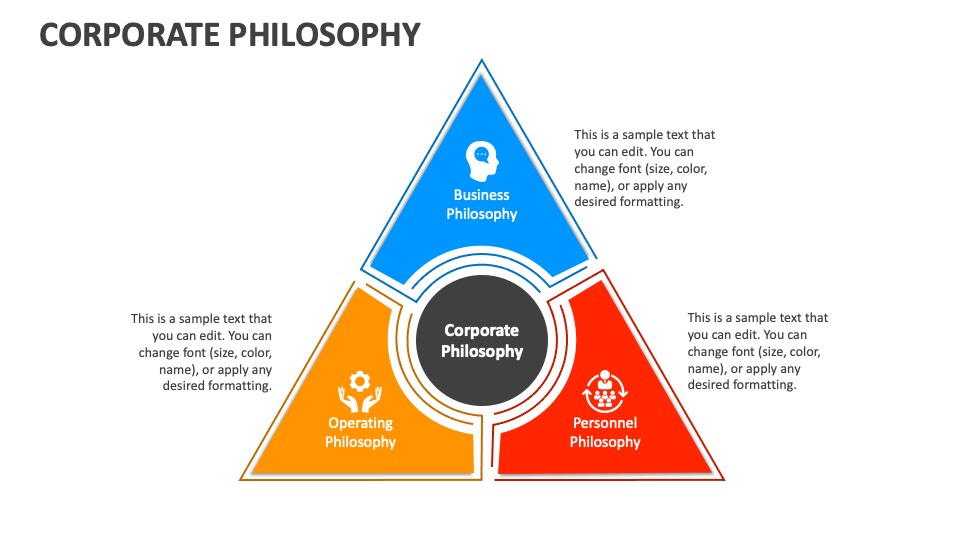 CORPORATE PHILOSOPHY
This is a sample text that
you can edit. You can
change font (size, color,
name), or apply any
desired formatting.
Business
Philosophy
This is a sample text that
you can edit. You can
change font (size, color,
name), or apply any
desired formatting.
Corporate
Philosophy
This is a sample text that
you can edit. You can
change font (size, color,
name), or apply any
desired formatting.
Operating
Philosophy
Personnel
Philosophy